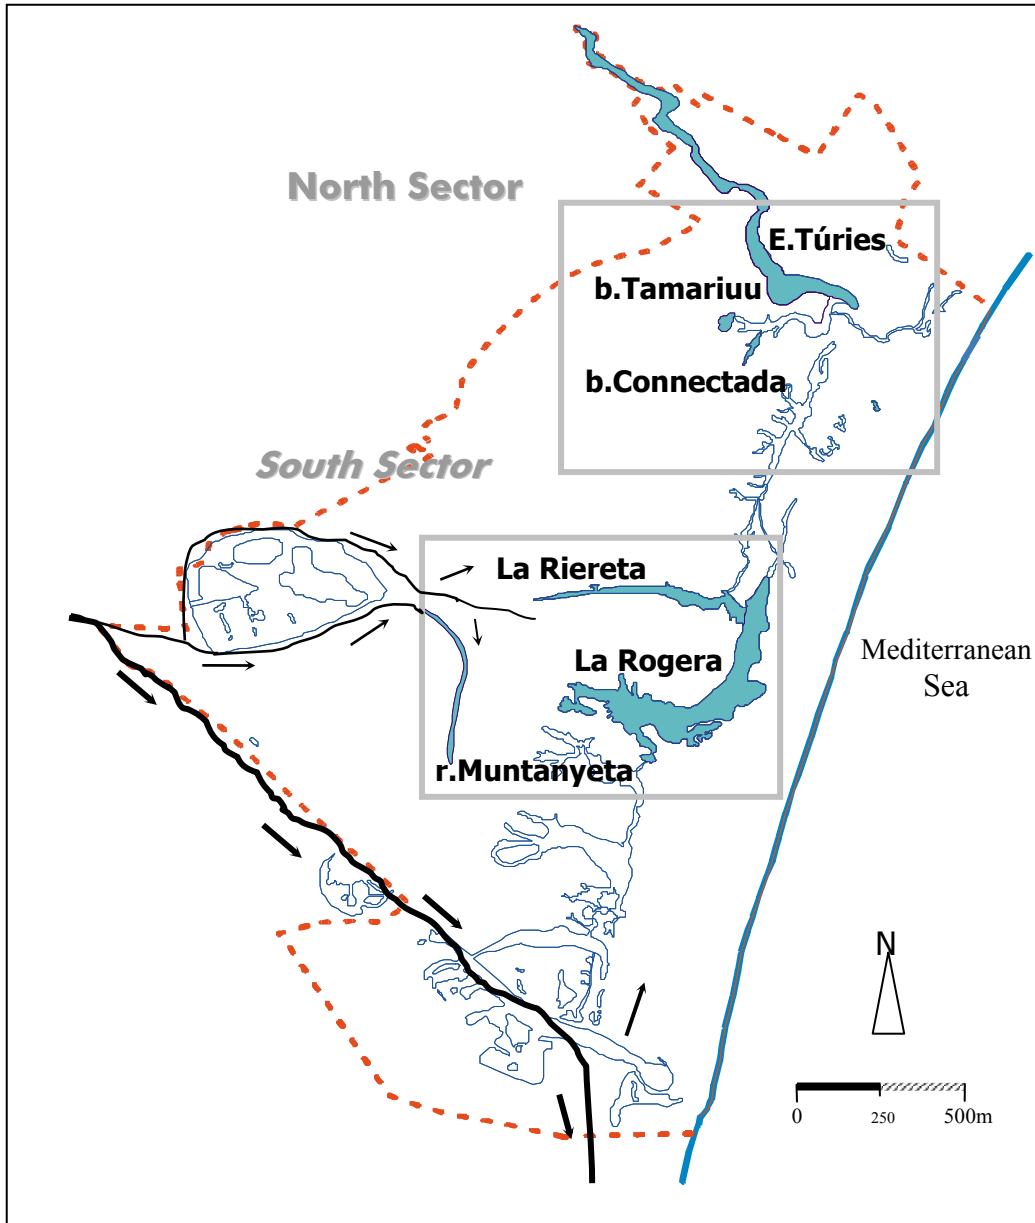 North Sector
E.Túries
b.Tamariuu
b.Connectada
South Sector
La Riereta
Mediterranean
Sea
La Rogera
r.Muntanyeta
N
0 250 500m